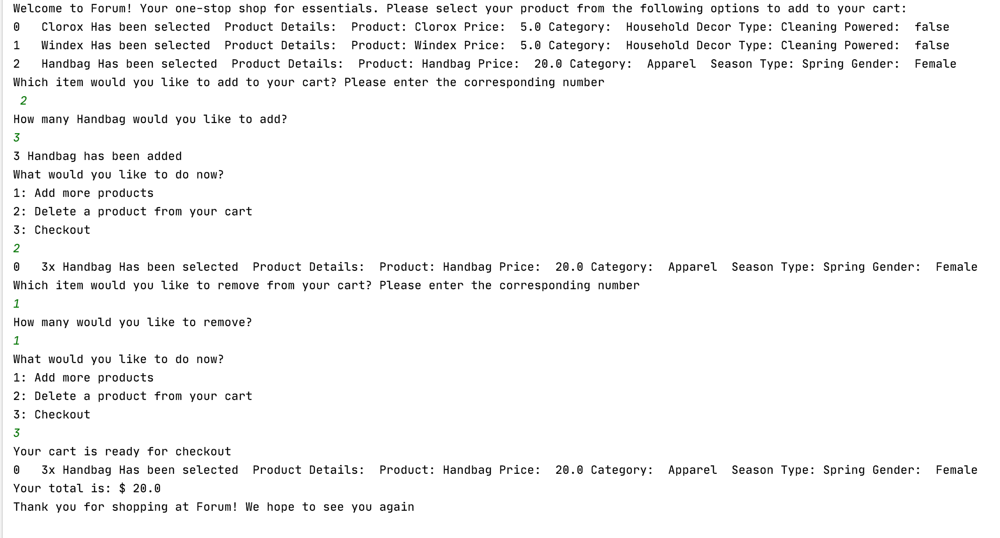 Welcome to Forum! Your one-stop shop for essentials. Please select your product from the following options to add to your cart:
0   Clorox Has been selected  Product Details:  Product: Clorox Price:  5.0 Category:  Household Decor Type: Cleaning Powered:  false
1   Windex Has been selected  Product Details:  Product: Windex Price:  5.0 Category:  Household Decor Type: Cleaning Powered:  false
2   Handbag Has been selected  Product Details:  Product: Handbag Price:  20.0 Category:  Apparel  Season Type: Spring Gender:  Female
Which item would you like to add to your cart? Please enter the corresponding number
 2
How many Handbag would you like to add?
3
3 Handbag has been added
What would you like to do now?
1: Add more products
2: Delete a product from your cart
3: Checkout
2
0   3x Handbag Has been selected  Product Details:  Product: Handbag Price:  20.0 Category:  Apparel  Season Type: Spring Gender:  Female
Which item would you like to remove from your cart? Please enter the corresponding number
1
How many would you like to remove?
1
What would you like to do now?
1: Add more products
2: Delete a product from your cart
3: Checkout
3
Your cart is ready for checkout
0   3x Handbag Has been selected  Product Details:  Product: Handbag Price:  20.0 Category:  Apparel  Season Type: Spring Gender:  Female
Your total is: $ 20.0
Thank you for shopping at Forum! We hope to see you again